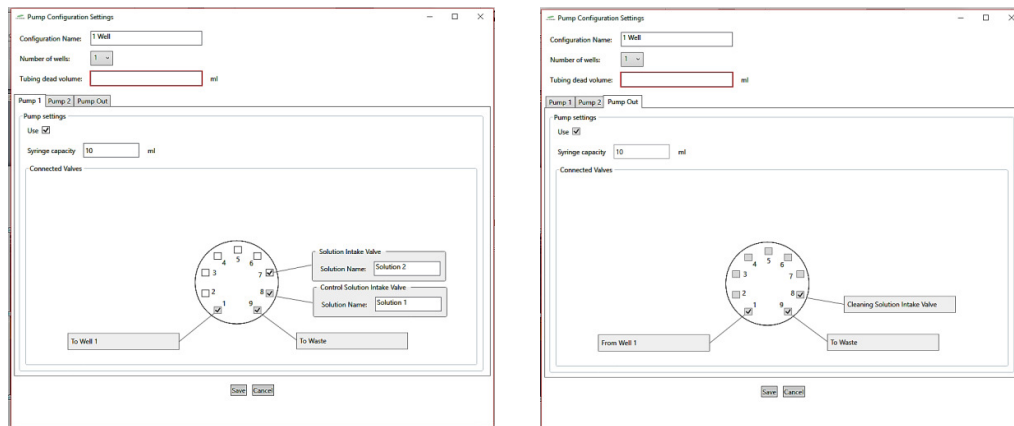 Pump Configuration Settings
Configuration Name: 1 Well
Number of wells: 1
Tubing dead volume: ml
Pump 1 Pump 2 Pump Out
Pump settings
Use
Syringe capacity 10 ml
Connected Valves
5
4 6
3 7
2 8
1 9
Solution Intake Valve
Solution Name: Solution 2
Control Solution Intake Valve
Solution Name: Solution 1
To Well 1
To Waste
Save Cancel
Pump Configuration Settings
Configuration Name: 1 Well
Number of wells: 1
Tubing dead volume: ml
Pump 1 Pump 2 Pump Out
Pump settings
Use
Syringe capacity 10 ml
Connected Valves
5
4 6
3 7
2 8
1 9
Cleaning Solution Intake Valve
From Well 1
To Waste
Save Cancel